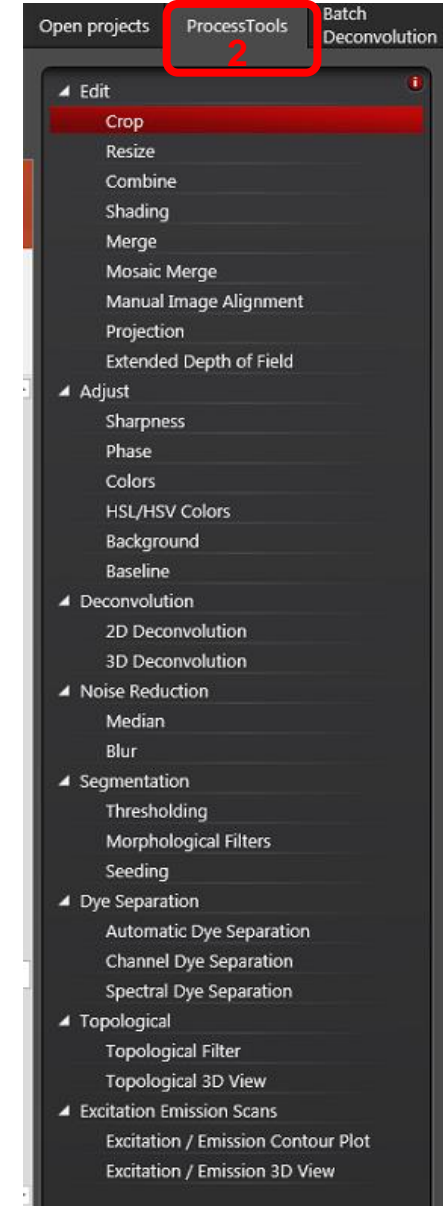 Open projects ProcessTools Batch
Deconvolution
2
Edit
Crop
Resize
Combine
Shading
Merge
Mosaic Merge
Manual Image Alignment
Projection
Extended Depth of Field
Adjust
Sharpness
Phase
Colors
HSL/HSV Colors
Background
Baseline
Deconvolution
2D Deconvolution
3D Deconvolution
Noise Reduction
Median
Blur
Segmentation
Thresholding
Morphological Filters
Seeding
Dye Separation
Automatic Dye Separation
Channel Dye Separation
Spectral Dye Separation
Topological
Topological Filter
Topological 3D View
Excitation Emission Scans
Excitation / Emission Contour Plot
Excitation / Emission 3D View